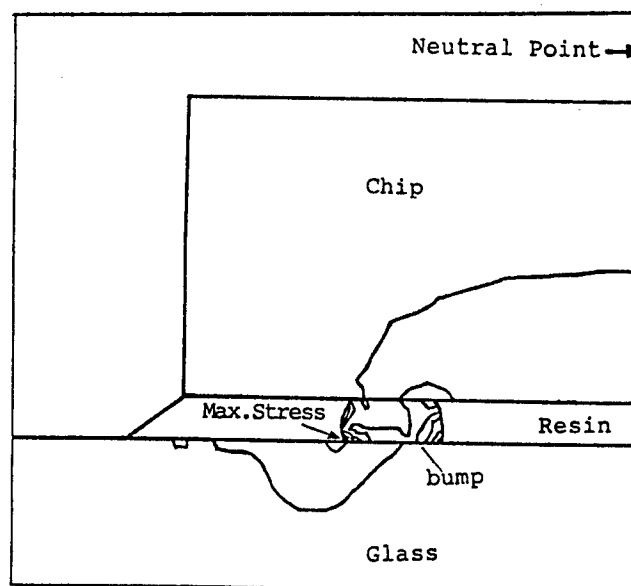 Neutral Point
Chip
Max.Stress
Resin
bump
Glass